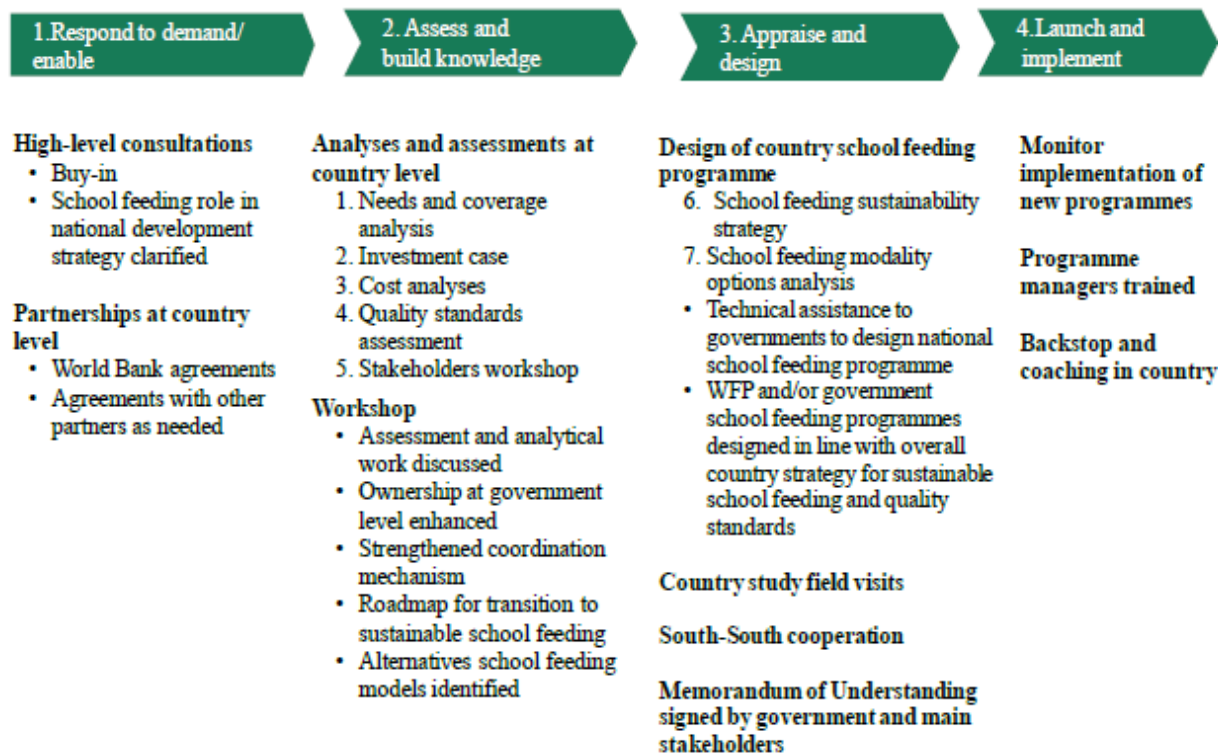 1.Respond to demand/
enable
2. Assess and
build knowledge
3. Appraise and
design
4.Launch and
implement
High-level consultations
• Buy-in
• School feeding role in
national development
strategy clarified
Partnerships at country
level
• World Bank agreements
• Agreements with other
partners as needed
Analyses and assessments at
country level
1. Needs and coverage
analysis
2. Investment case
3. Cost analyses
4. Quality standards
assessment
5. Stakeholders workshop
Workshop
• Assessment and analytical
work discussed
• Ownership at government
level enhanced
• Strengthened coordination
mechanism
• Roadmap for transition to
sustainable school feeding
• Alternatives school feeding
models identified
Design of country school feeding
programme
6. School feeding sustainability
strategy
7. School feeding modality
options analysis
• Technical assistance to
governments to design national
school feeding programme
• WFP and/or government
school feeding programmes
designed in line with overall
country strategy for sustainable
school feeding and quality
standards
Country study field visits
South-South cooperation
Memorandum of Understanding
signed by government and main
stakeholders
Monitor
implementation of
new programmes
Programme
managers trained
Backstop and
coaching in country